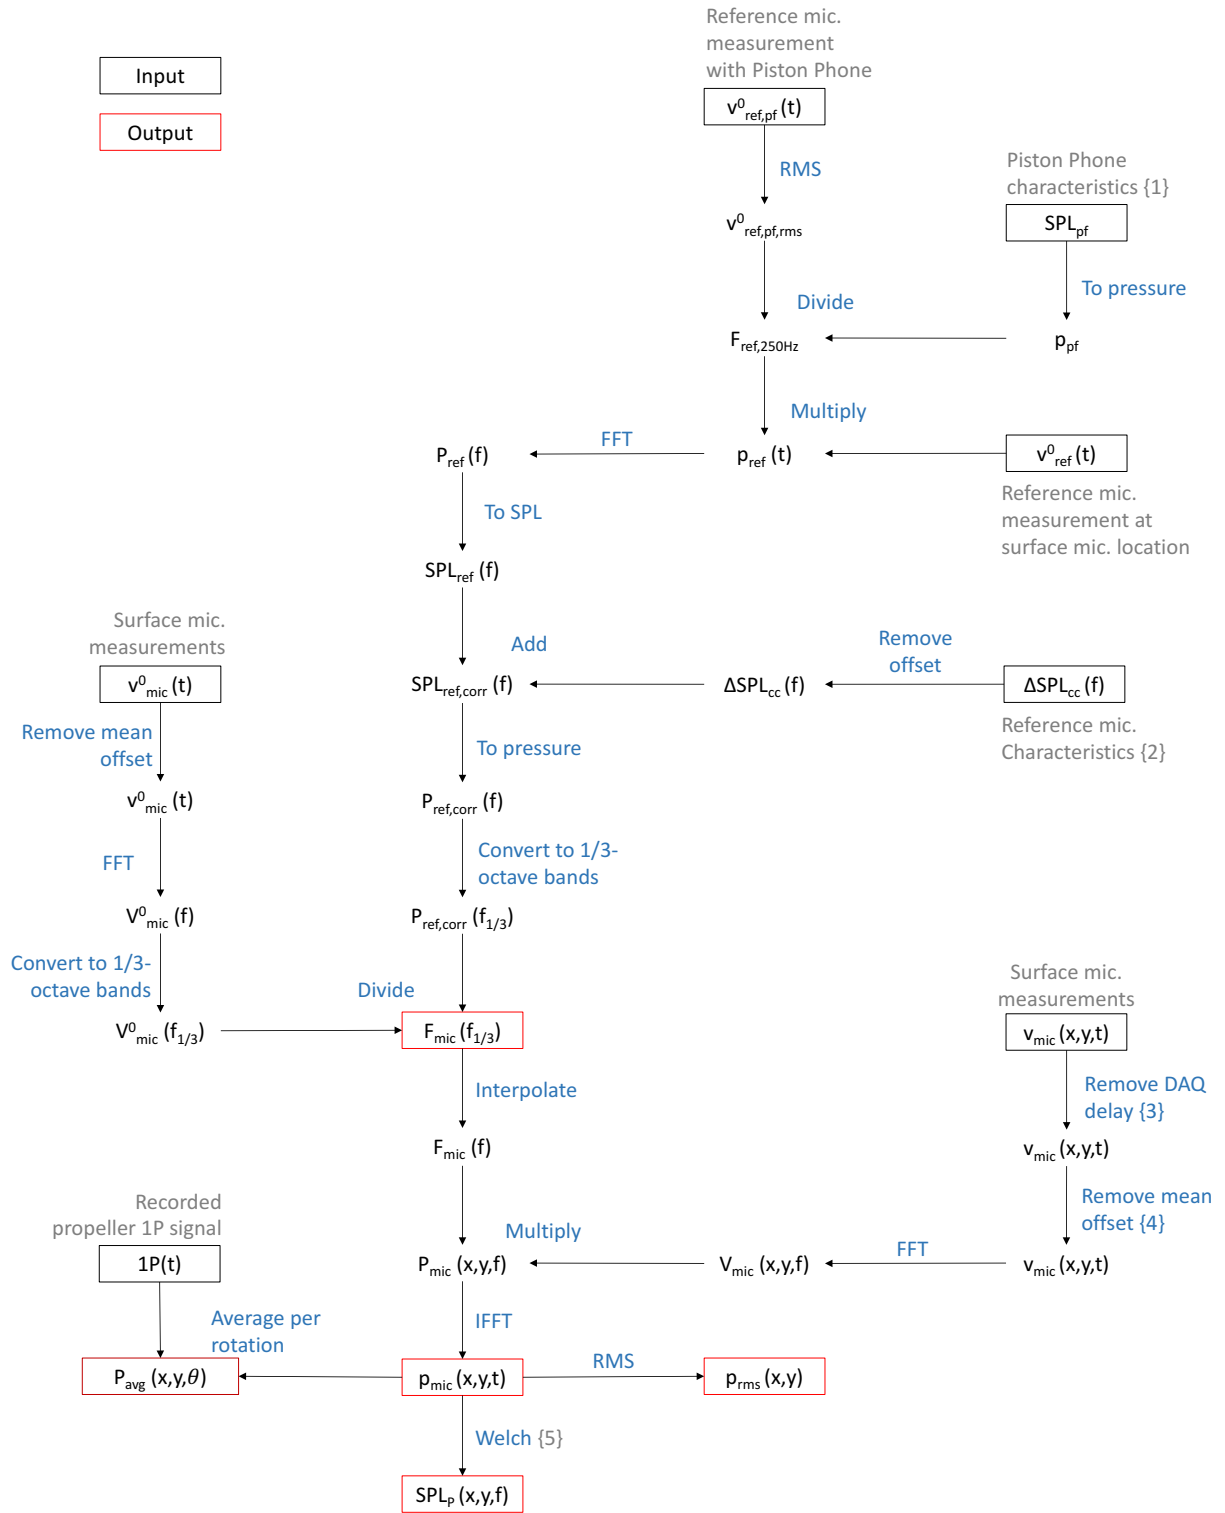 Reference mic.
measurement
with Piston Phone
Input
v⁰ref,pf (t)
Output
RMS
Piston Phone
characteristics {1}
v⁰ref,pf,rms
SPLpf
To pressure
Divide
Fref,250Hz
ppf
Multiply
FFT
Pref (f)
pref (t)
v⁰ref (t)
To SPL
Reference mic.
measurement at
surface mic. location
SPLref (f)
Surface mic.
measurements
Add
Remove
offset
v⁰mic (t)
SPLref,corr (f)
ΔSPLcc (f)
ΔSPLcc (f)
Remove mean
offset
To pressure
Reference mic.
Characteristics {2}
v⁰mic (t)
Pref,corr (f)
FFT
Convert to 1/3-
octave bands
V⁰mic (f)
Pref,corr (f1/3)
Convert to 1/3-
octave bands
Divide
Surface mic.
measurements
V⁰mic (f1/3)
Fmic (f1/3)
vmic (x,y,t)
Interpolate
Remove DAQ
delay {3}
Fmic (f)
vmic (x,y,t)
Recorded
propeller 1P signal
Remove mean
offset {4}
Multiply
FFT
1P(t)
Pmic (x,y,f)
Vmic (x,y,f)
vmic (x,y,t)
Average per
rotation
IFFT
RMS
Pavg (x,y,θ)
pmic (x,y,t)
prms (x,y)
Welch {5}
SPLP (x,y,f)